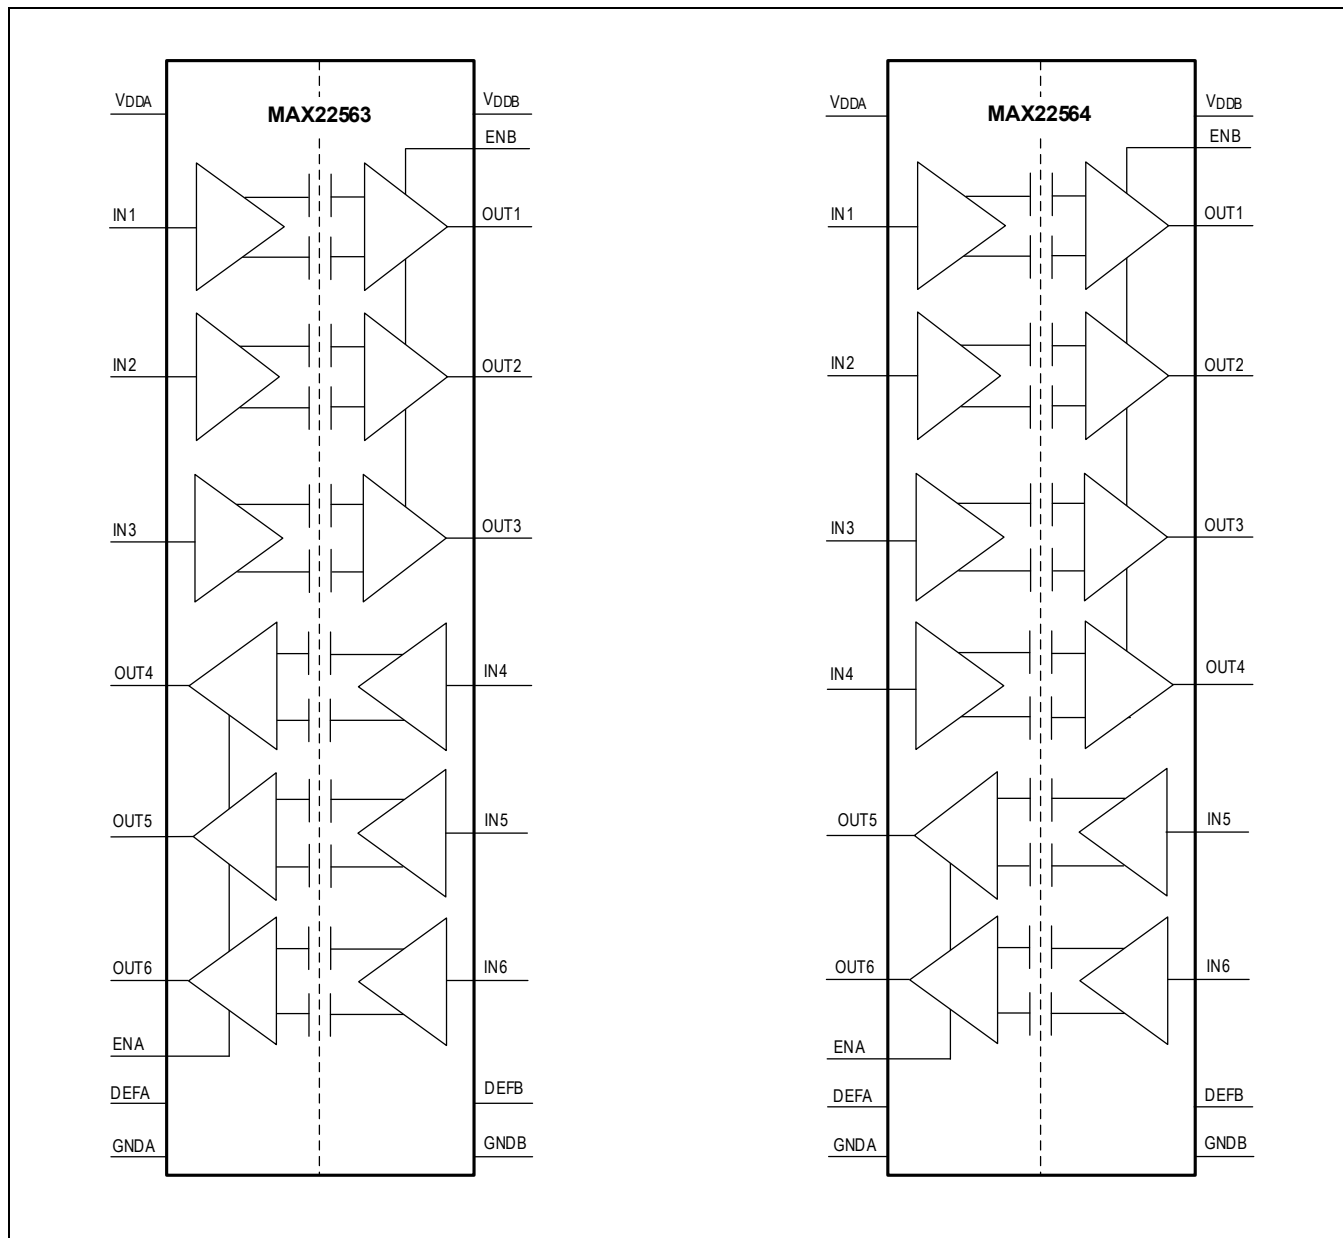 MAX22563
VDDA
IN1
IN2
IN3
OUT4
OUT5
OUT6
ENA
DEFA
GNDA
VDDB
ENB
OUT1
OUT2
OUT3
IN4
IN5
IN6
DEFB
GNDB
MAX22564
VDDA
IN1
IN2
IN3
IN4
OUT5
OUT6
ENA
DEFA
GNDA
VDDB
ENB
OUT1
OUT2
OUT3
OUT4
IN5
IN6
DEFB
GNDB